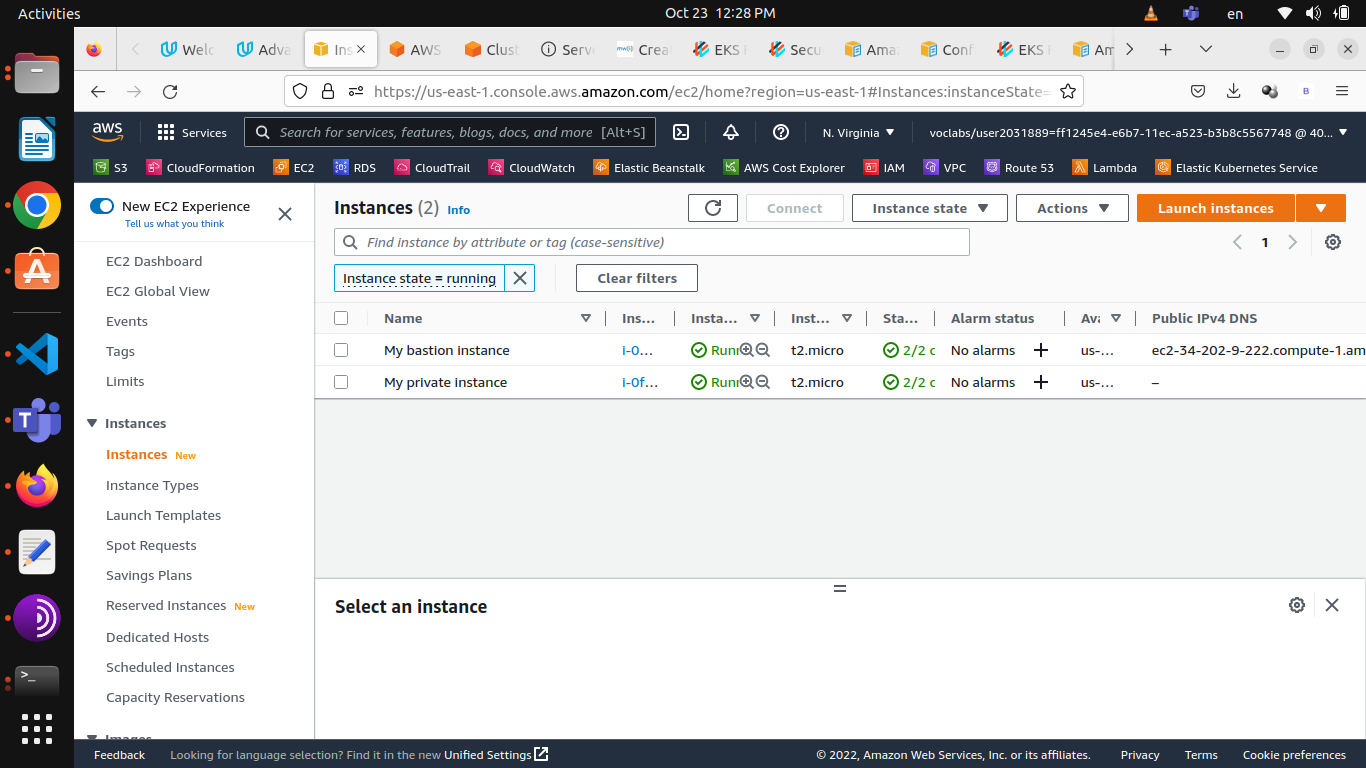 Activities
Oct 23 12:28 PM
en
Welc
Adva
Ins
AWS
Clust
Serve
Crea
EKS
Secu
Amaz
Conf
EKS
Am
https://us-east-1.console.aws.amazon.com/ec2/home?region=us-east-1#Instances:instanceState=
aws
Services
Search for services, features, blogs, docs, and more [Alt+S]
N. Virginia
voclabs/user2031889=ff1245e4-e6b7-11ec-a523-b3b8c5567748 @ 40...
S3
CloudFormation
EC2
RDS
CloudTrail
CloudWatch
Elastic Beanstalk
AWS Cost Explorer
IAM
VPC
Route 53
Lambda
Elastic Kubernetes Service
New EC2 Experience
Tell us what you think
EC2 Dashboard
EC2 Global View
Events
Tags
Limits
Instances
Instances New
Instance Types
Launch Templates
Spot Requests
Savings Plans
Reserved Instances New
Dedicated Hosts
Scheduled Instances
Capacity Reservations
Images
Instances (2) Info
Connect
Instance state
Actions
Launch instances
Find instance by attribute or tag (case-sensitive)
1
Instance state = running
Clear filters
Name Ins... Insta... Inst... Sta... Alarm status Ava Public IPv4 DNS
My bastion instance i-0... Runn t2.micro 2/2 c No alarms us-... ec2-34-202-9-222.compute-1.am
My private instance i-0f... Runn t2.micro 2/2 c No alarms us-... –
Select an instance
Feedback
Looking for language selection? Find it in the new Unified Settings
© 2022, Amazon Web Services, Inc. or its affiliates.
Privacy
Terms
Cookie preferences